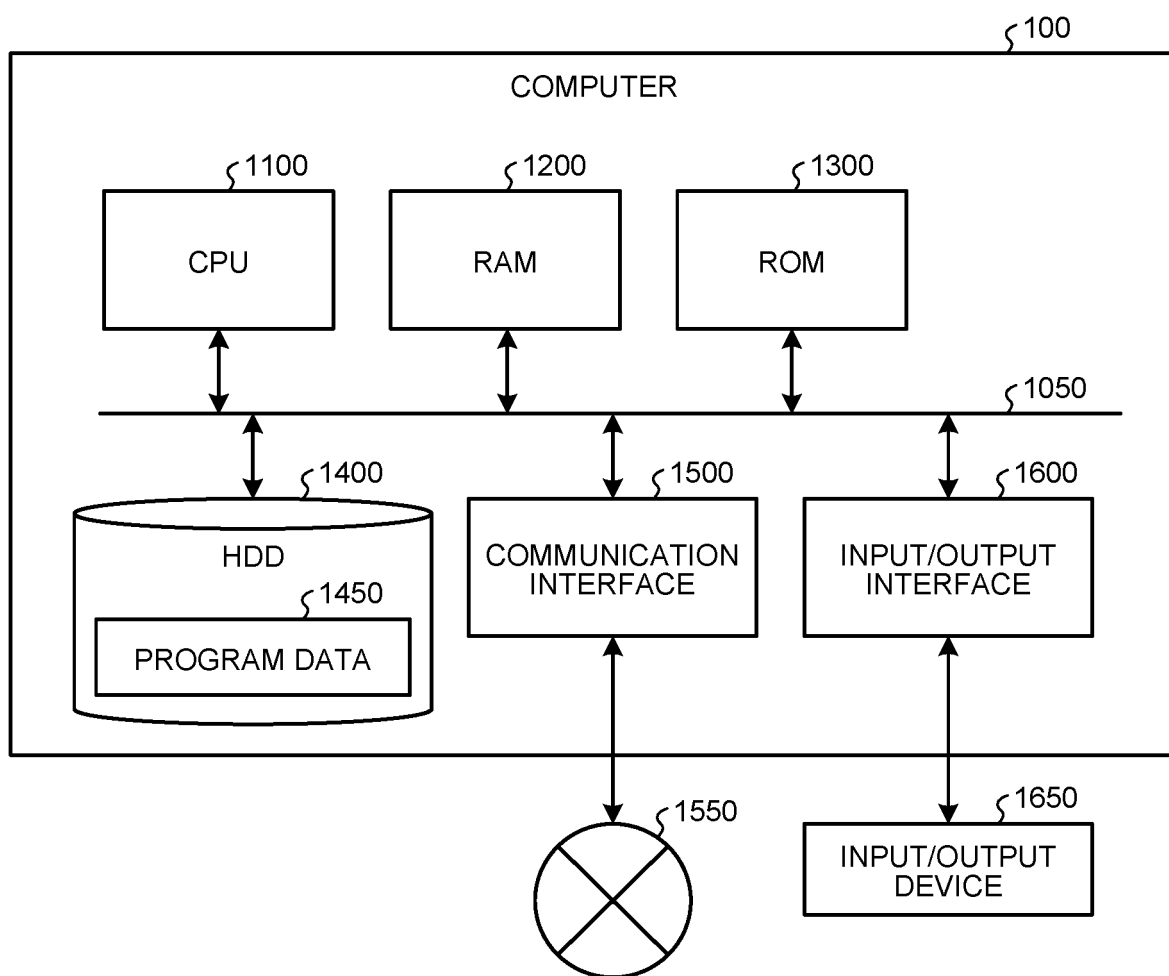 100
COMPUTER
1100
1200
1300
CPU
RAM
ROM
1050
1400
1500
1600
HDD
COMMUNICATION
INTERFACE
INPUT/OUTPUT
INTERFACE
1450
PROGRAM DATA
1550
1650
INPUT/OUTPUT
DEVICE